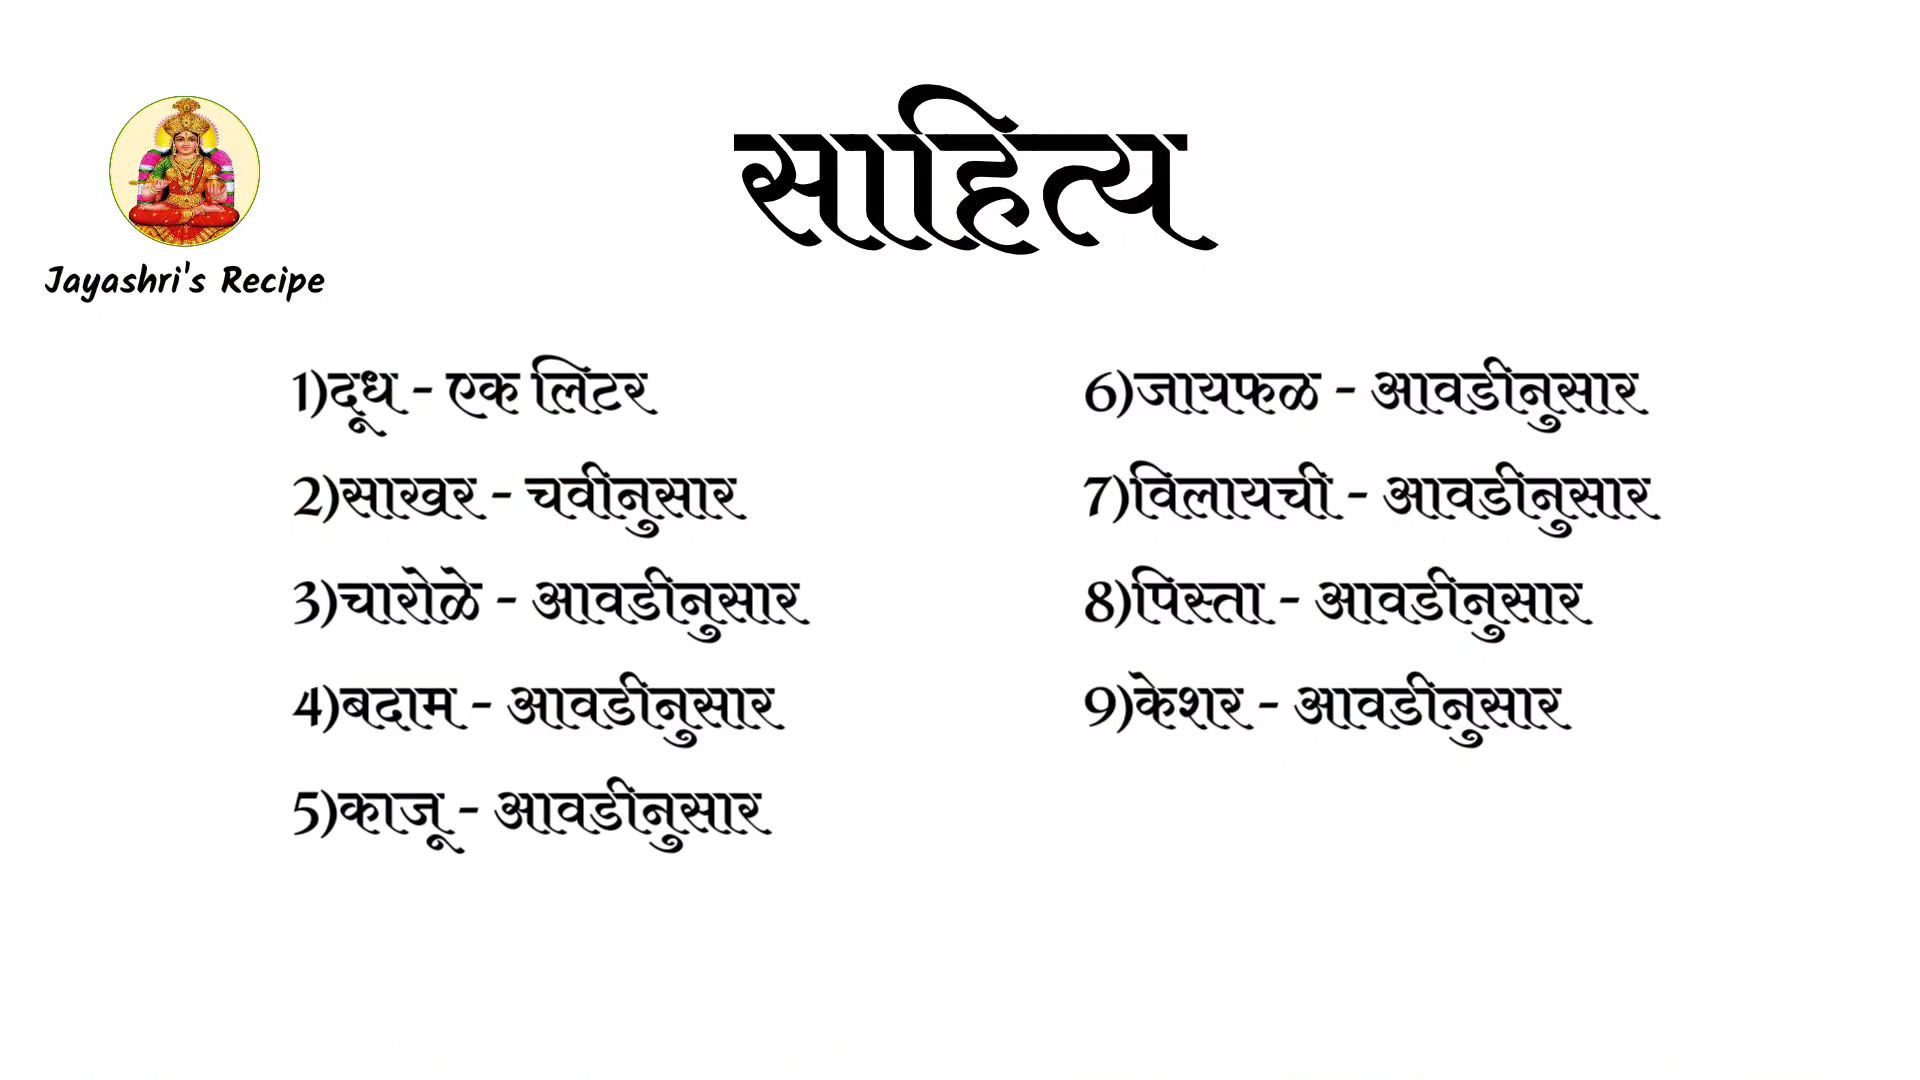 साहित्य
Jayashri's Recipe
1)दूध - एक लिटर
2)साखर - चवीनुसार
3)चारोळे - आवडीनुसार
4)बदाम - आवडीनुसार
5)काजू - आवडीनुसार
6)जायफळ - आवडीनुसार
7)विलायची - आवडीनुसार
8)पिस्ता - आवडीनुसार
9)केशर - आवडीनुसार